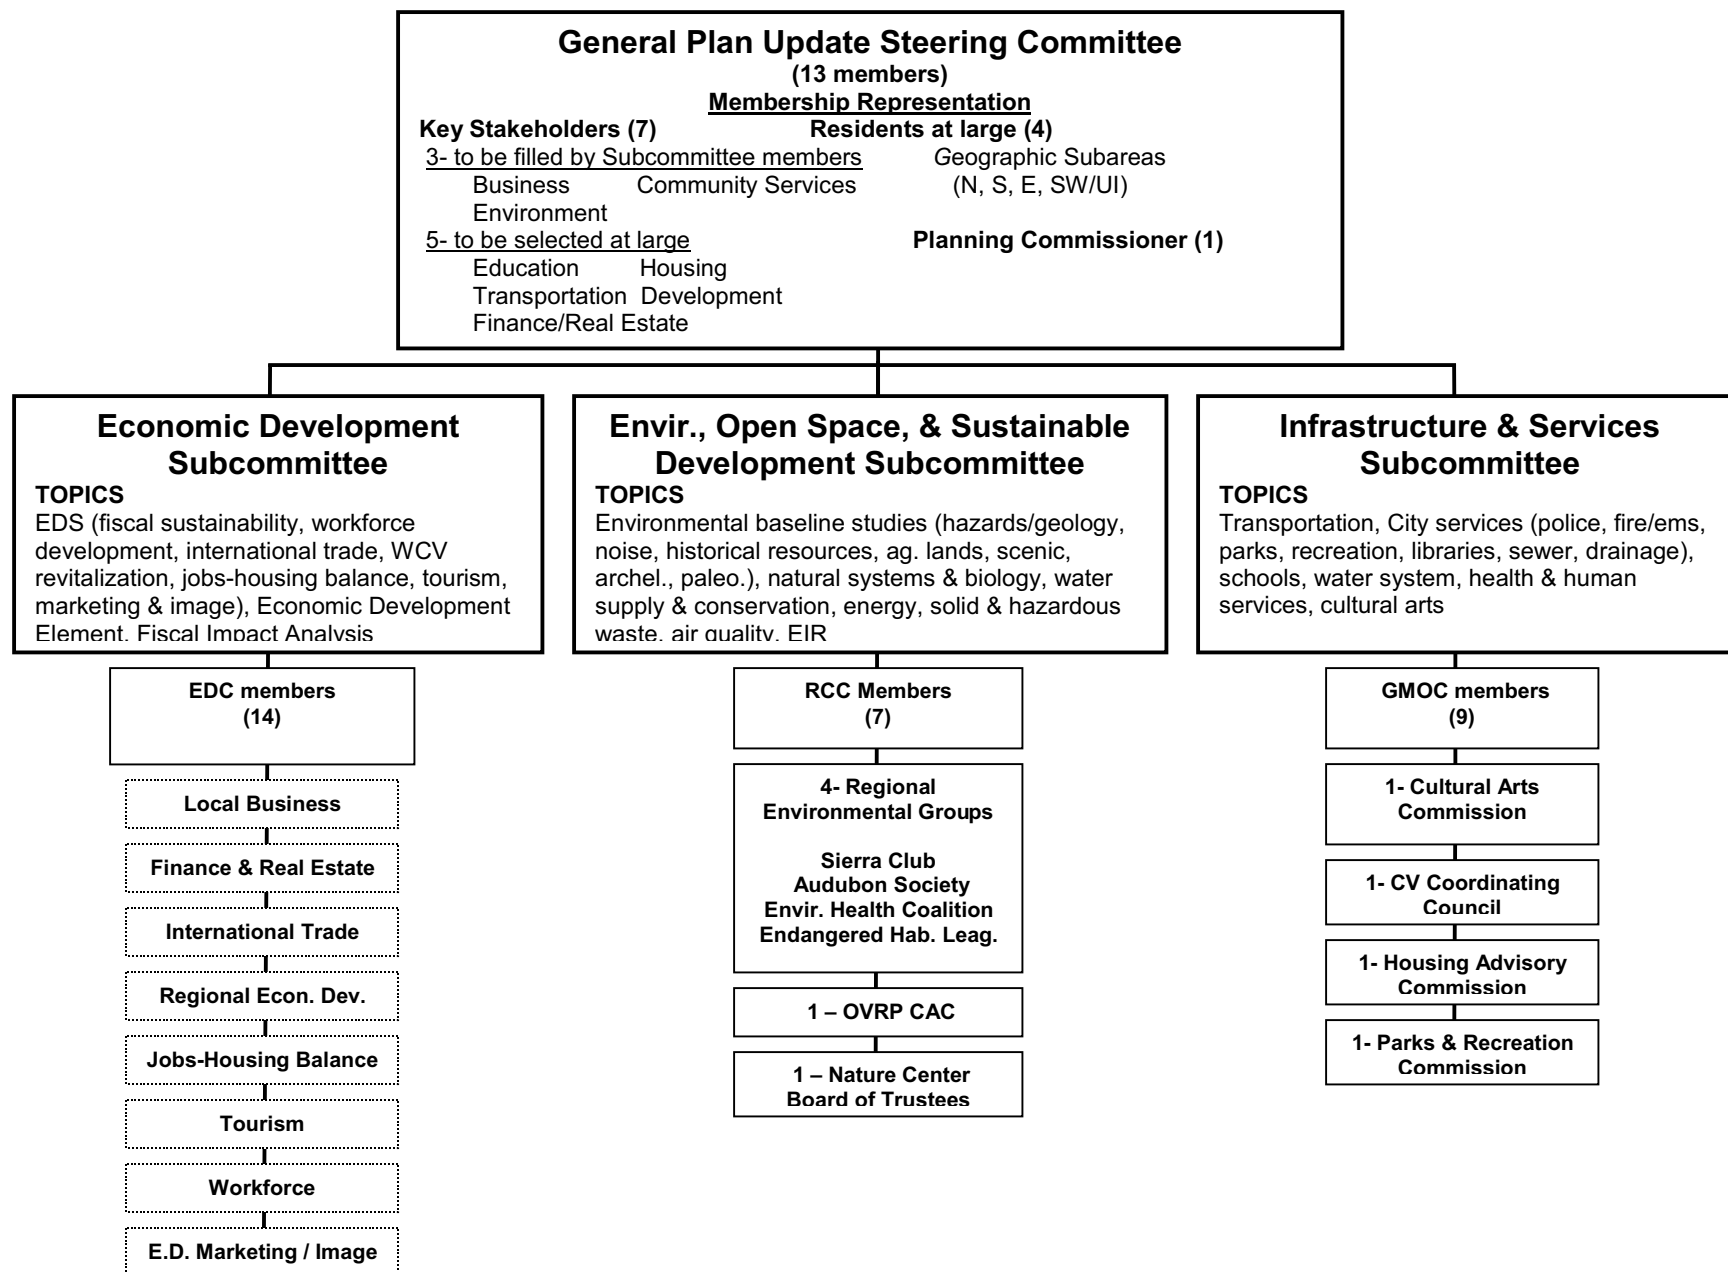 General Plan Update Steering Committee
(13 members)
Membership Representation
Key Stakeholders (7) Residents at large (4)
3- to be filled by Subcommittee members Geographic Subareas
Business Community Services (N, S, E, SW/UI)
Environment
5- to be selected at large Planning Commissioner (1)
Education Housing
Transportation Development
Finance/Real Estate
Economic Development
Subcommittee
TOPICS
EDS (fiscal sustainability, workforce
development, international trade, WCV
revitalization, jobs-housing balance, tourism,
marketing & image), Economic Development
Element, Fiscal Impact Analysis
Envir., Open Space, & Sustainable
Development Subcommittee
TOPICS
Environmental baseline studies (hazards/geology,
noise, historical resources, ag. lands, scenic,
archel., paleo.), natural systems & biology, water
supply & conservation, energy, solid & hazardous
waste, air quality, EIR
Infrastructure & Services
Subcommittee
TOPICS
Transportation, City services (police, fire/ems,
parks, recreation, libraries, sewer, drainage),
schools, water system, health & human
services, cultural arts
EDC members
(14)
Local Business
Finance & Real Estate
International Trade
Regional Econ. Dev.
Jobs-Housing Balance
Tourism
Workforce
E.D. Marketing / Image
RCC Members
(7)
4- Regional
Environmental Groups
Sierra Club
Audubon Society
Envir. Health Coalition
Endangered Hab. Leag.
1 – OVRP CAC
1 – Nature Center
Board of Trustees
GMOC members
(9)
1- Cultural Arts
Commission
1- CV Coordinating
Council
1- Housing Advisory
Commission
1- Parks & Recreation
Commission